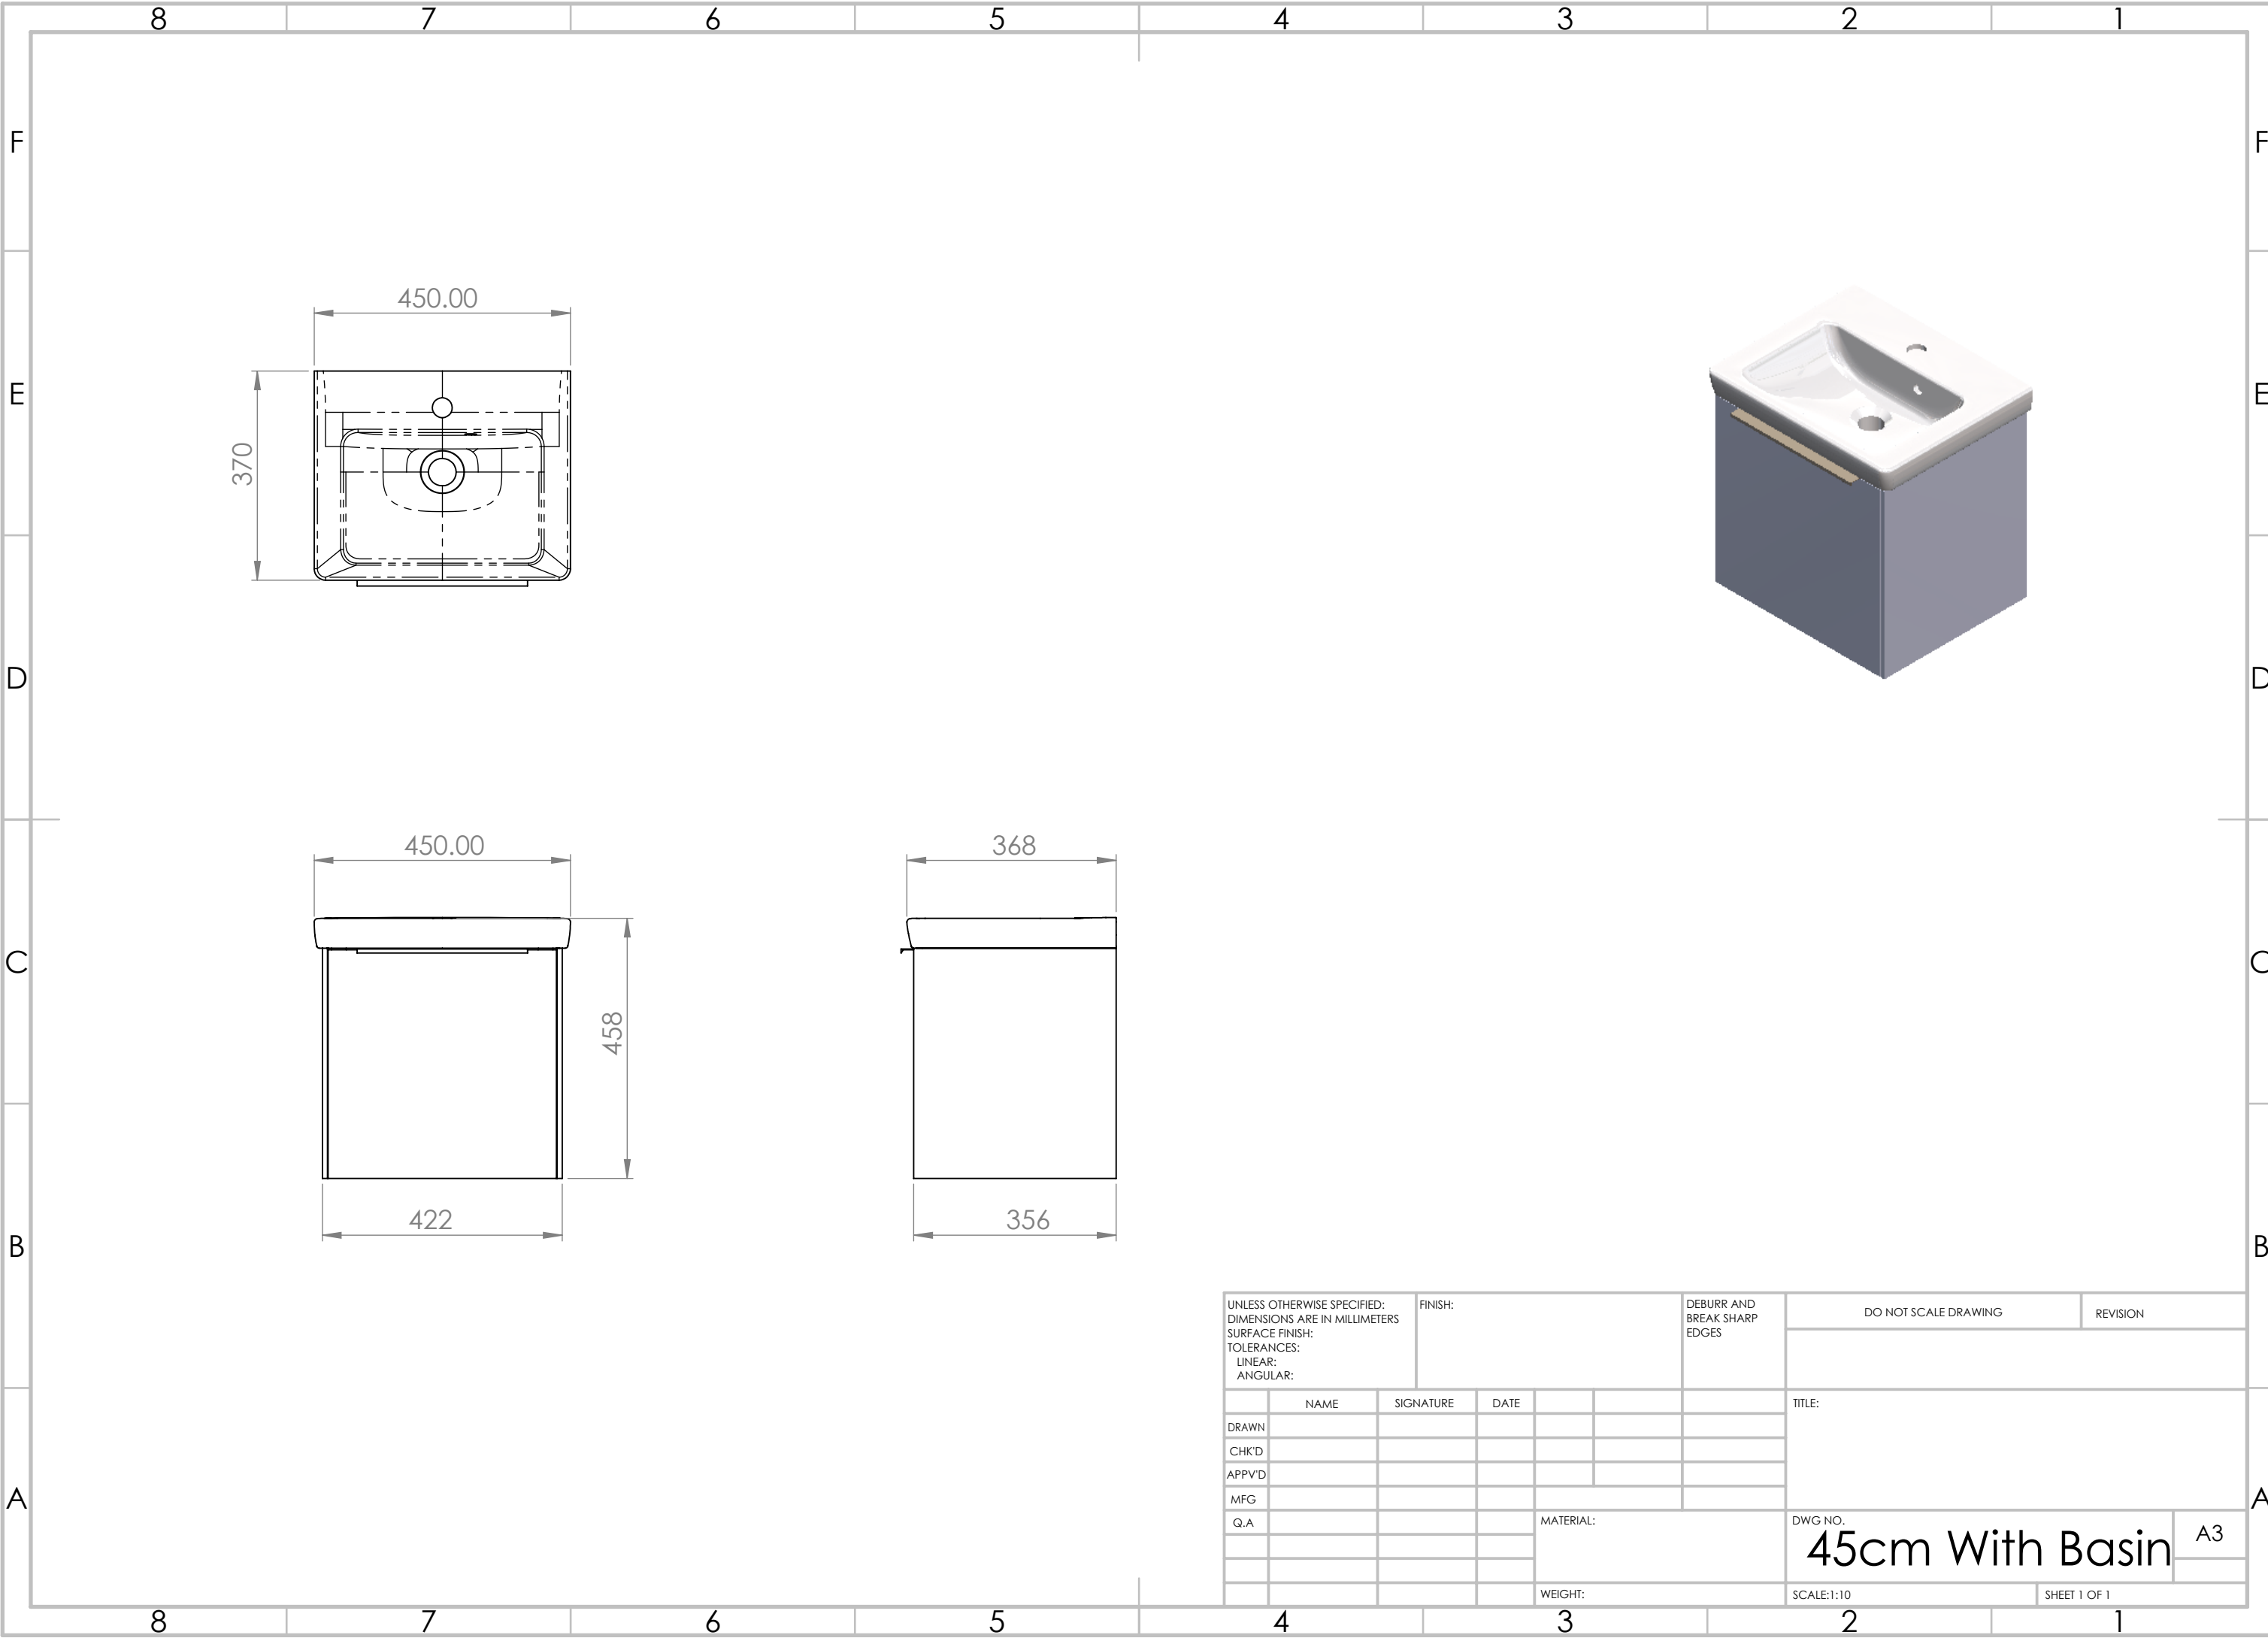 8 7 6 5 4 3 2 1
F F
450.00
E E
370
D D
450.00
368
C C
458
422
356
B B
UNLESS OTHERWISE SPECIFIED:
DIMENSIONS ARE IN MILLIMETERS
SURFACE FINISH:
TOLERANCES:
LINEAR:
ANGULAR:
FINISH:
DEBURR AND
BREAK SHARP
EDGES
DO NOT SCALE DRAWING
REVISION
NAME SIGNATURE DATE
TITLE:
DRAWN
CHK'D
APPV'D
MFG
Q.A
A A
MATERIAL:
DWG NO.
45cm With Basin
A3
WEIGHT:
SCALE:1:10
SHEET 1 OF 1
8 7 6 5 4 3 2 1